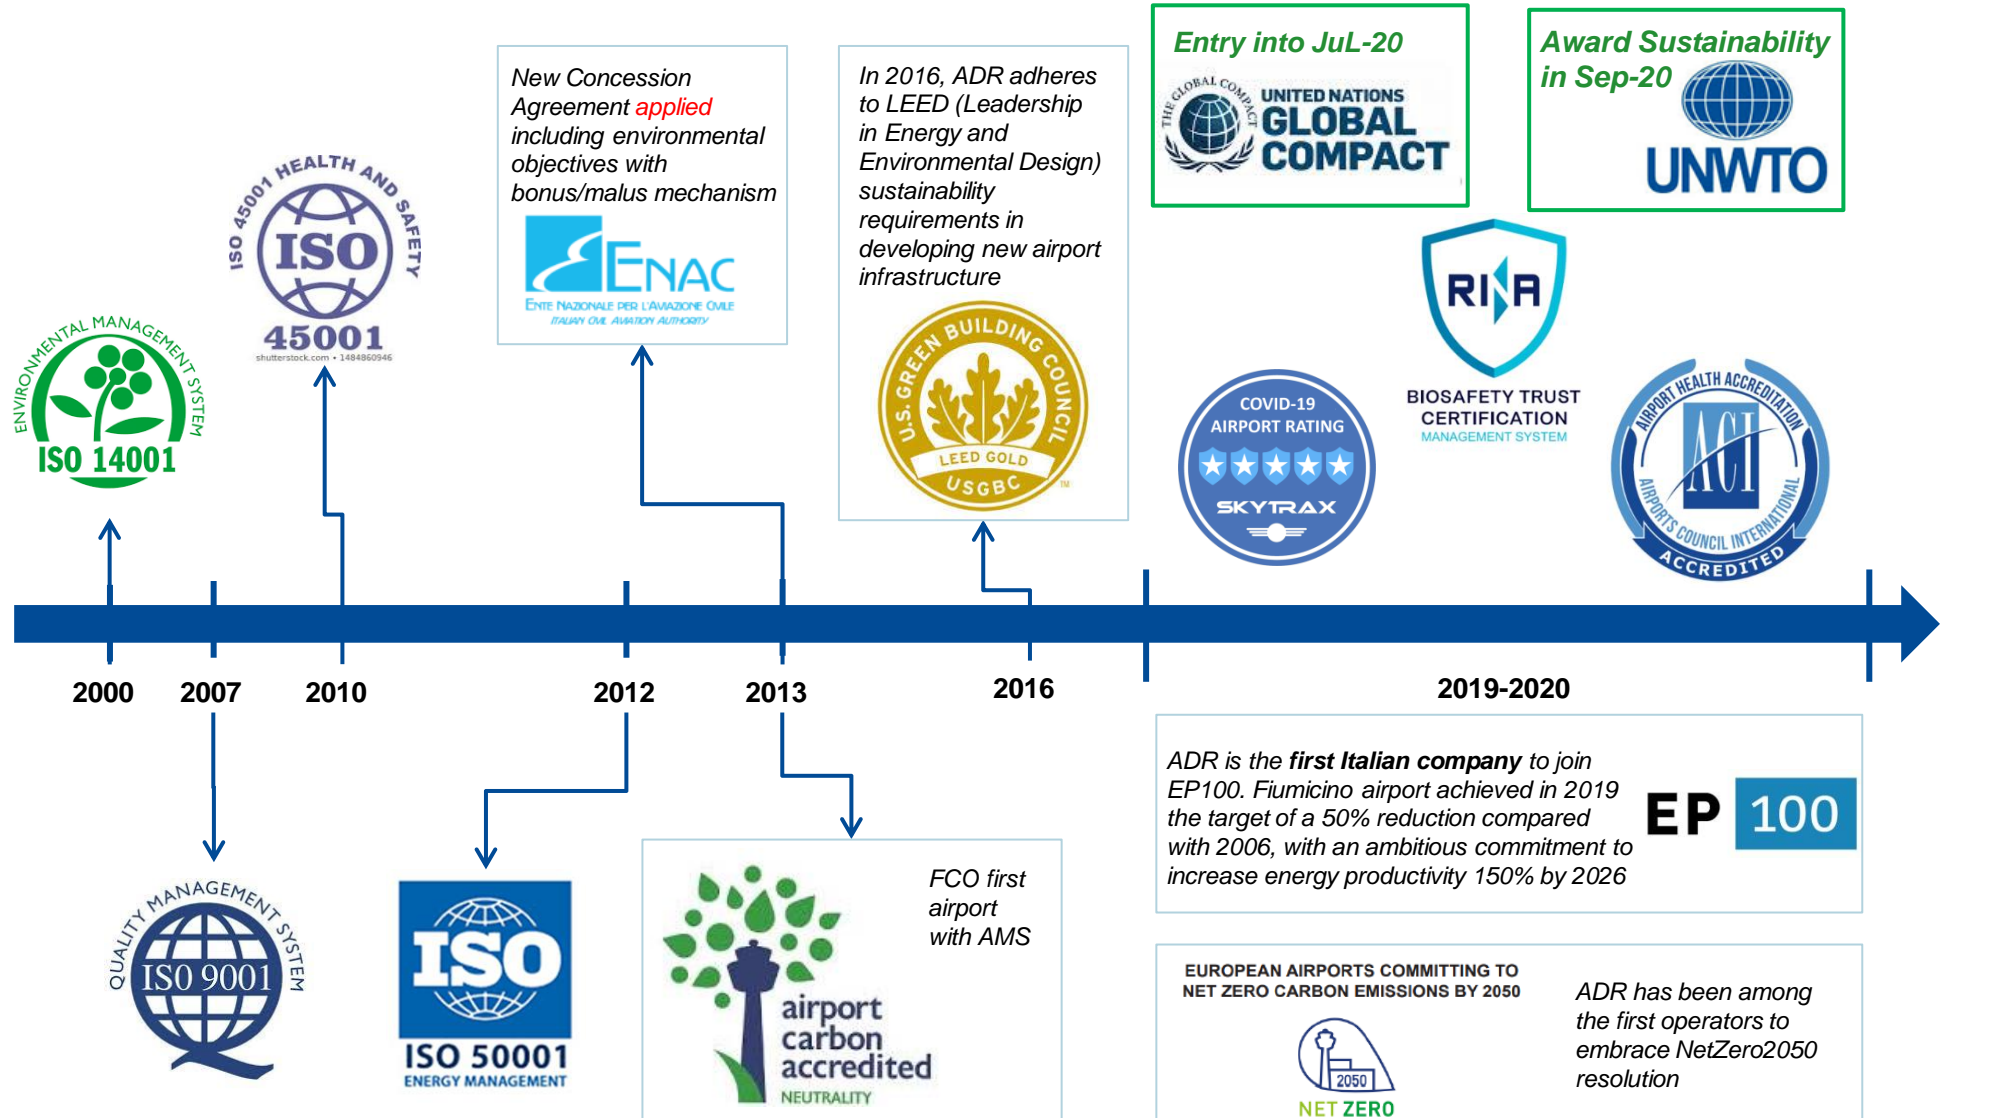 New Concession
Agreement applied
including environmental
objectives with
bonus/malus mechanism
ENAC
ENTE NAZIONALE PER L'AVIAZIONE CIVILE
ITALIAN CIVIL AVIATION AUTHORITY
In 2016, ADR adheres
to LEED (Leadership
in Energy and
Environmental Design)
sustainability
requirements in
developing new airport
infrastructure
U.S. GREEN BUILDING COUNCIL
LEED GOLD
USGBC
TM
Entry into JuL-20
THE GLOBAL COMPACT
UNITED NATIONS
GLOBAL
COMPACT
Award Sustainability
in Sep-20
UNWTO
ISO 45001 HEALTH AND SAFETY
ISO
45001
shutterstock.com • 1484860946
ENVIRONMENTAL MANAGEMENT SYSTEM
ISO 14001
RINA
BIOSAFETY TRUST
CERTIFICATION
MANAGEMENT SYSTEM
COVID-19
AIRPORT RATING
SKYTRAX
AIRPORT HEALTH ACCREDITATION
ACI
AIRPORTS COUNCIL INTERNATIONAL
ACCREDITED
2000
2007
2010
2012
2013
2016
2019-2020
QUALITY MANAGEMENT SYSTEM
ISO 9001
ISO
ISO 50001
ENERGY MANAGEMENT
airport
carbon
accredited
NEUTRALITY
FCO first
airport
with AMS
ADR is the first Italian company to join
EP100. Fiumicino airport achieved in 2019
the target of a 50% reduction compared
with 2006, with an ambitious commitment to
increase energy productivity 150% by 2026
EP 100
EUROPEAN AIRPORTS COMMITTING TO
NET ZERO CARBON EMISSIONS BY 2050
2050
NET ZERO
ADR has been among
the first operators to
embrace NetZero2050
resolution